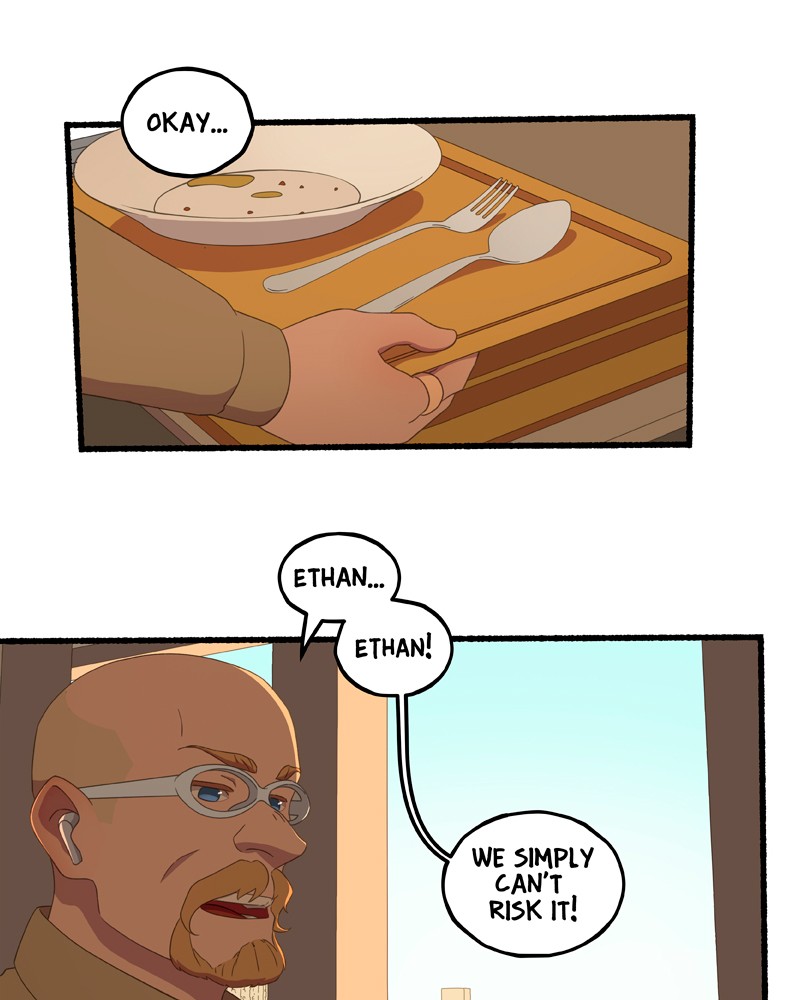 OKAY...
ETHAN...
ETHAN!
WE SIMPLY
CAN'T
RISK IT!